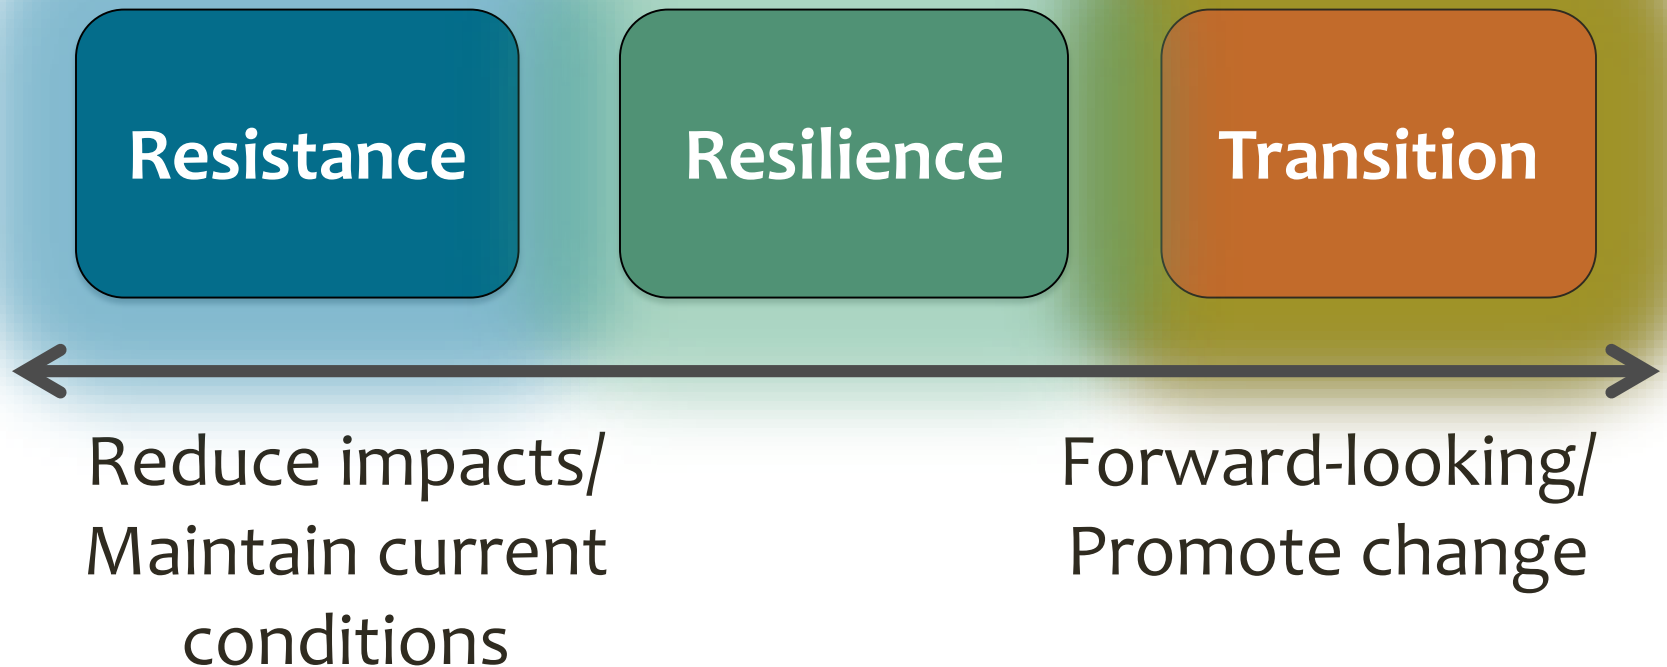 Resistance
Resilience
Transition
Reduce impacts/
Maintain current
conditions
Forward-looking/
Promote change